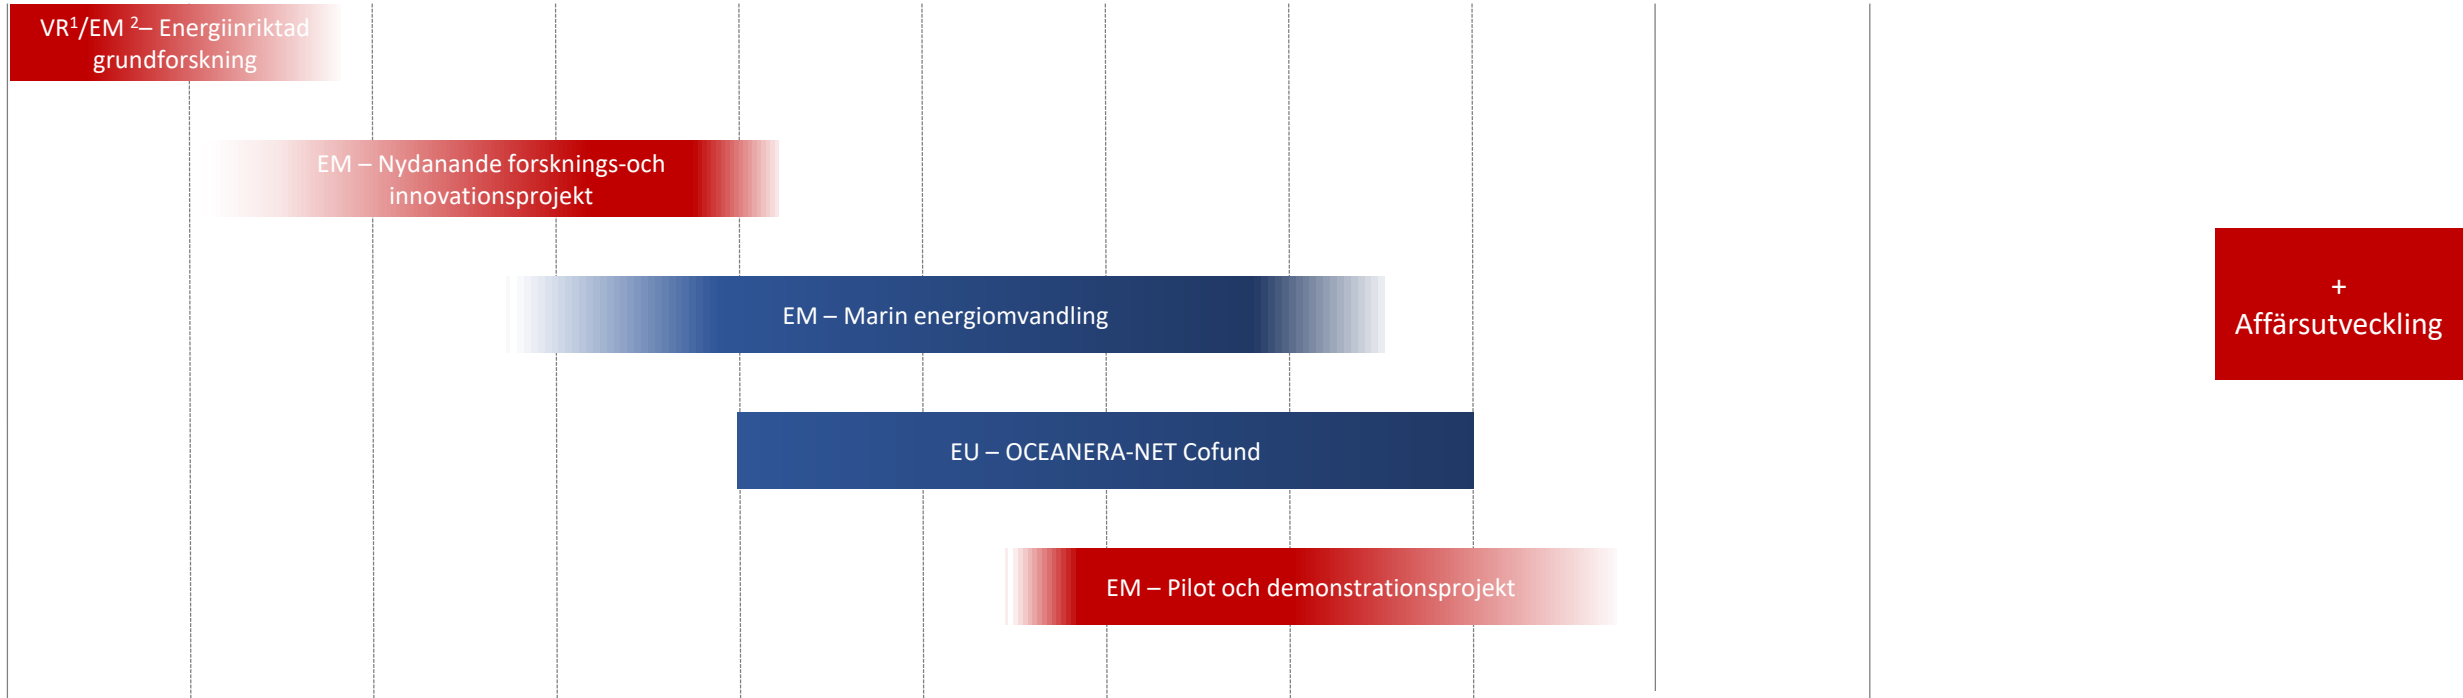 VR¹/EM ²– Energiinriktad
grundforskning
EM – Nydanande forsknings-och
innovationsprojekt
EM – Marin energiomvandling
+
Affärsutveckling
EU – OCEANERA-NET Cofund
EM – Pilot och demonstrationsprojekt